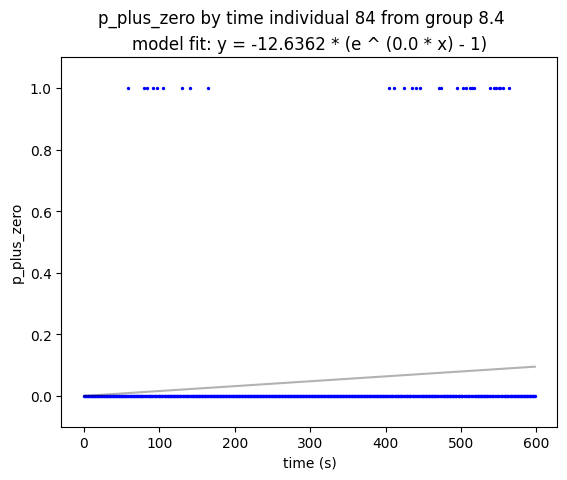 p_plus_zero by time individual 84 from group 8.4
model fit: y = -12.6362 * (e ^ (0.0 * x) - 1)
1.0
0.8
0.6
0.4
0.2
0.0
p_plus_zero
0 100 200 300 400 500 600
time (s)